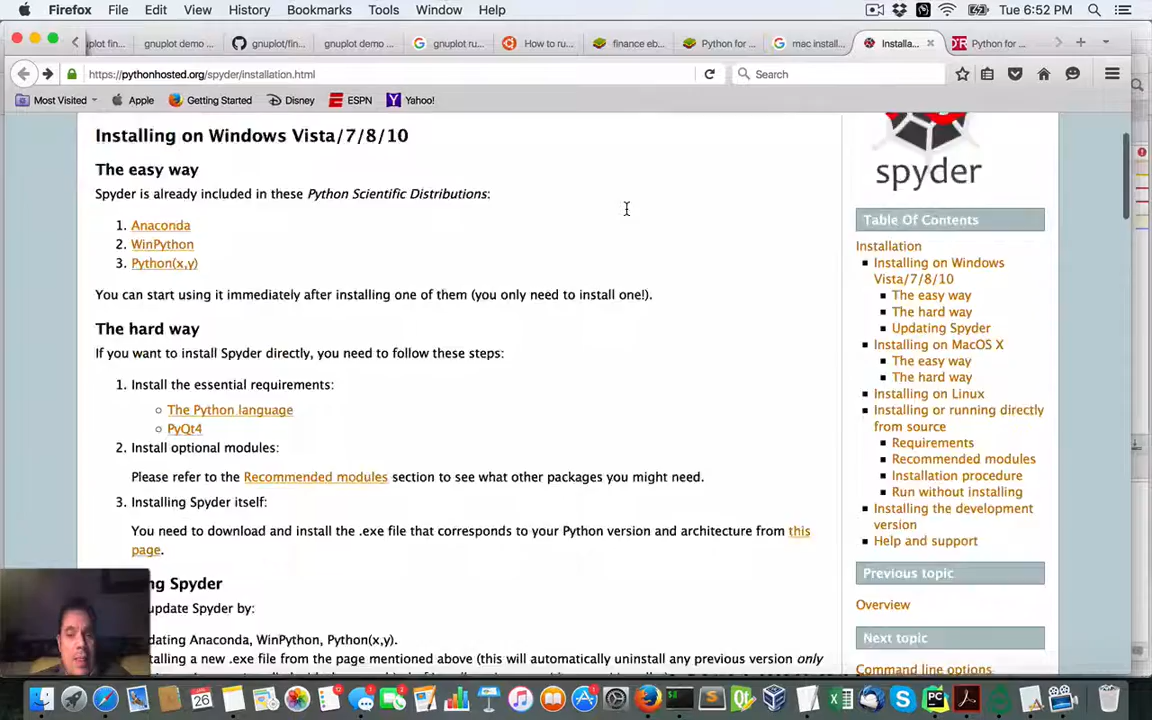 Firefox File Edit View History Bookmarks Tools Window Help Tue 6:52 PM
uplot fin... gnuplot demo ... gnuplot/fin... gnuplot demo ... gnuplot ru... How to ru... finance eb... Python for ... mac install... Installa... Python for ...
https://pythonhosted.org/spyder/installation.html Search
Most Visited Apple Getting Started Disney ESPN Yahoo!
Installing on Windows Vista/7/8/10
The easy way
Spyder is already included in these Python Scientific Distributions:
1. Anaconda
2. WinPython
3. Python(x,y)
You can start using it immediately after installing one of them (you only need to install one!).
The hard way
If you want to install Spyder directly, you need to follow these steps:
1. Install the essential requirements:
The Python language
PyQt4
2. Install optional modules:
Please refer to the Recommended modules section to see what other packages you might need.
3. Installing Spyder itself:
You need to download and install the .exe file that corresponds to your Python version and architecture from this
page.
ng Spyder
update Spyder by:
dating Anaconda, WinPython, Python(x,y).
talling a new .exe file from the page mentioned above (this will automatically uninstall any previous version only
spyder
Table Of Contents
Installation
Installing on Windows
Vista/7/8/10
The easy way
The hard way
Updating Spyder
Installing on MacOS X
The easy way
The hard way
Installing on Linux
Installing or running directly
from source
Requirements
Recommended modules
Installation procedure
Run without installing
Installing the development
version
Help and support
Previous topic
Overview
Next topic
Command line options
26